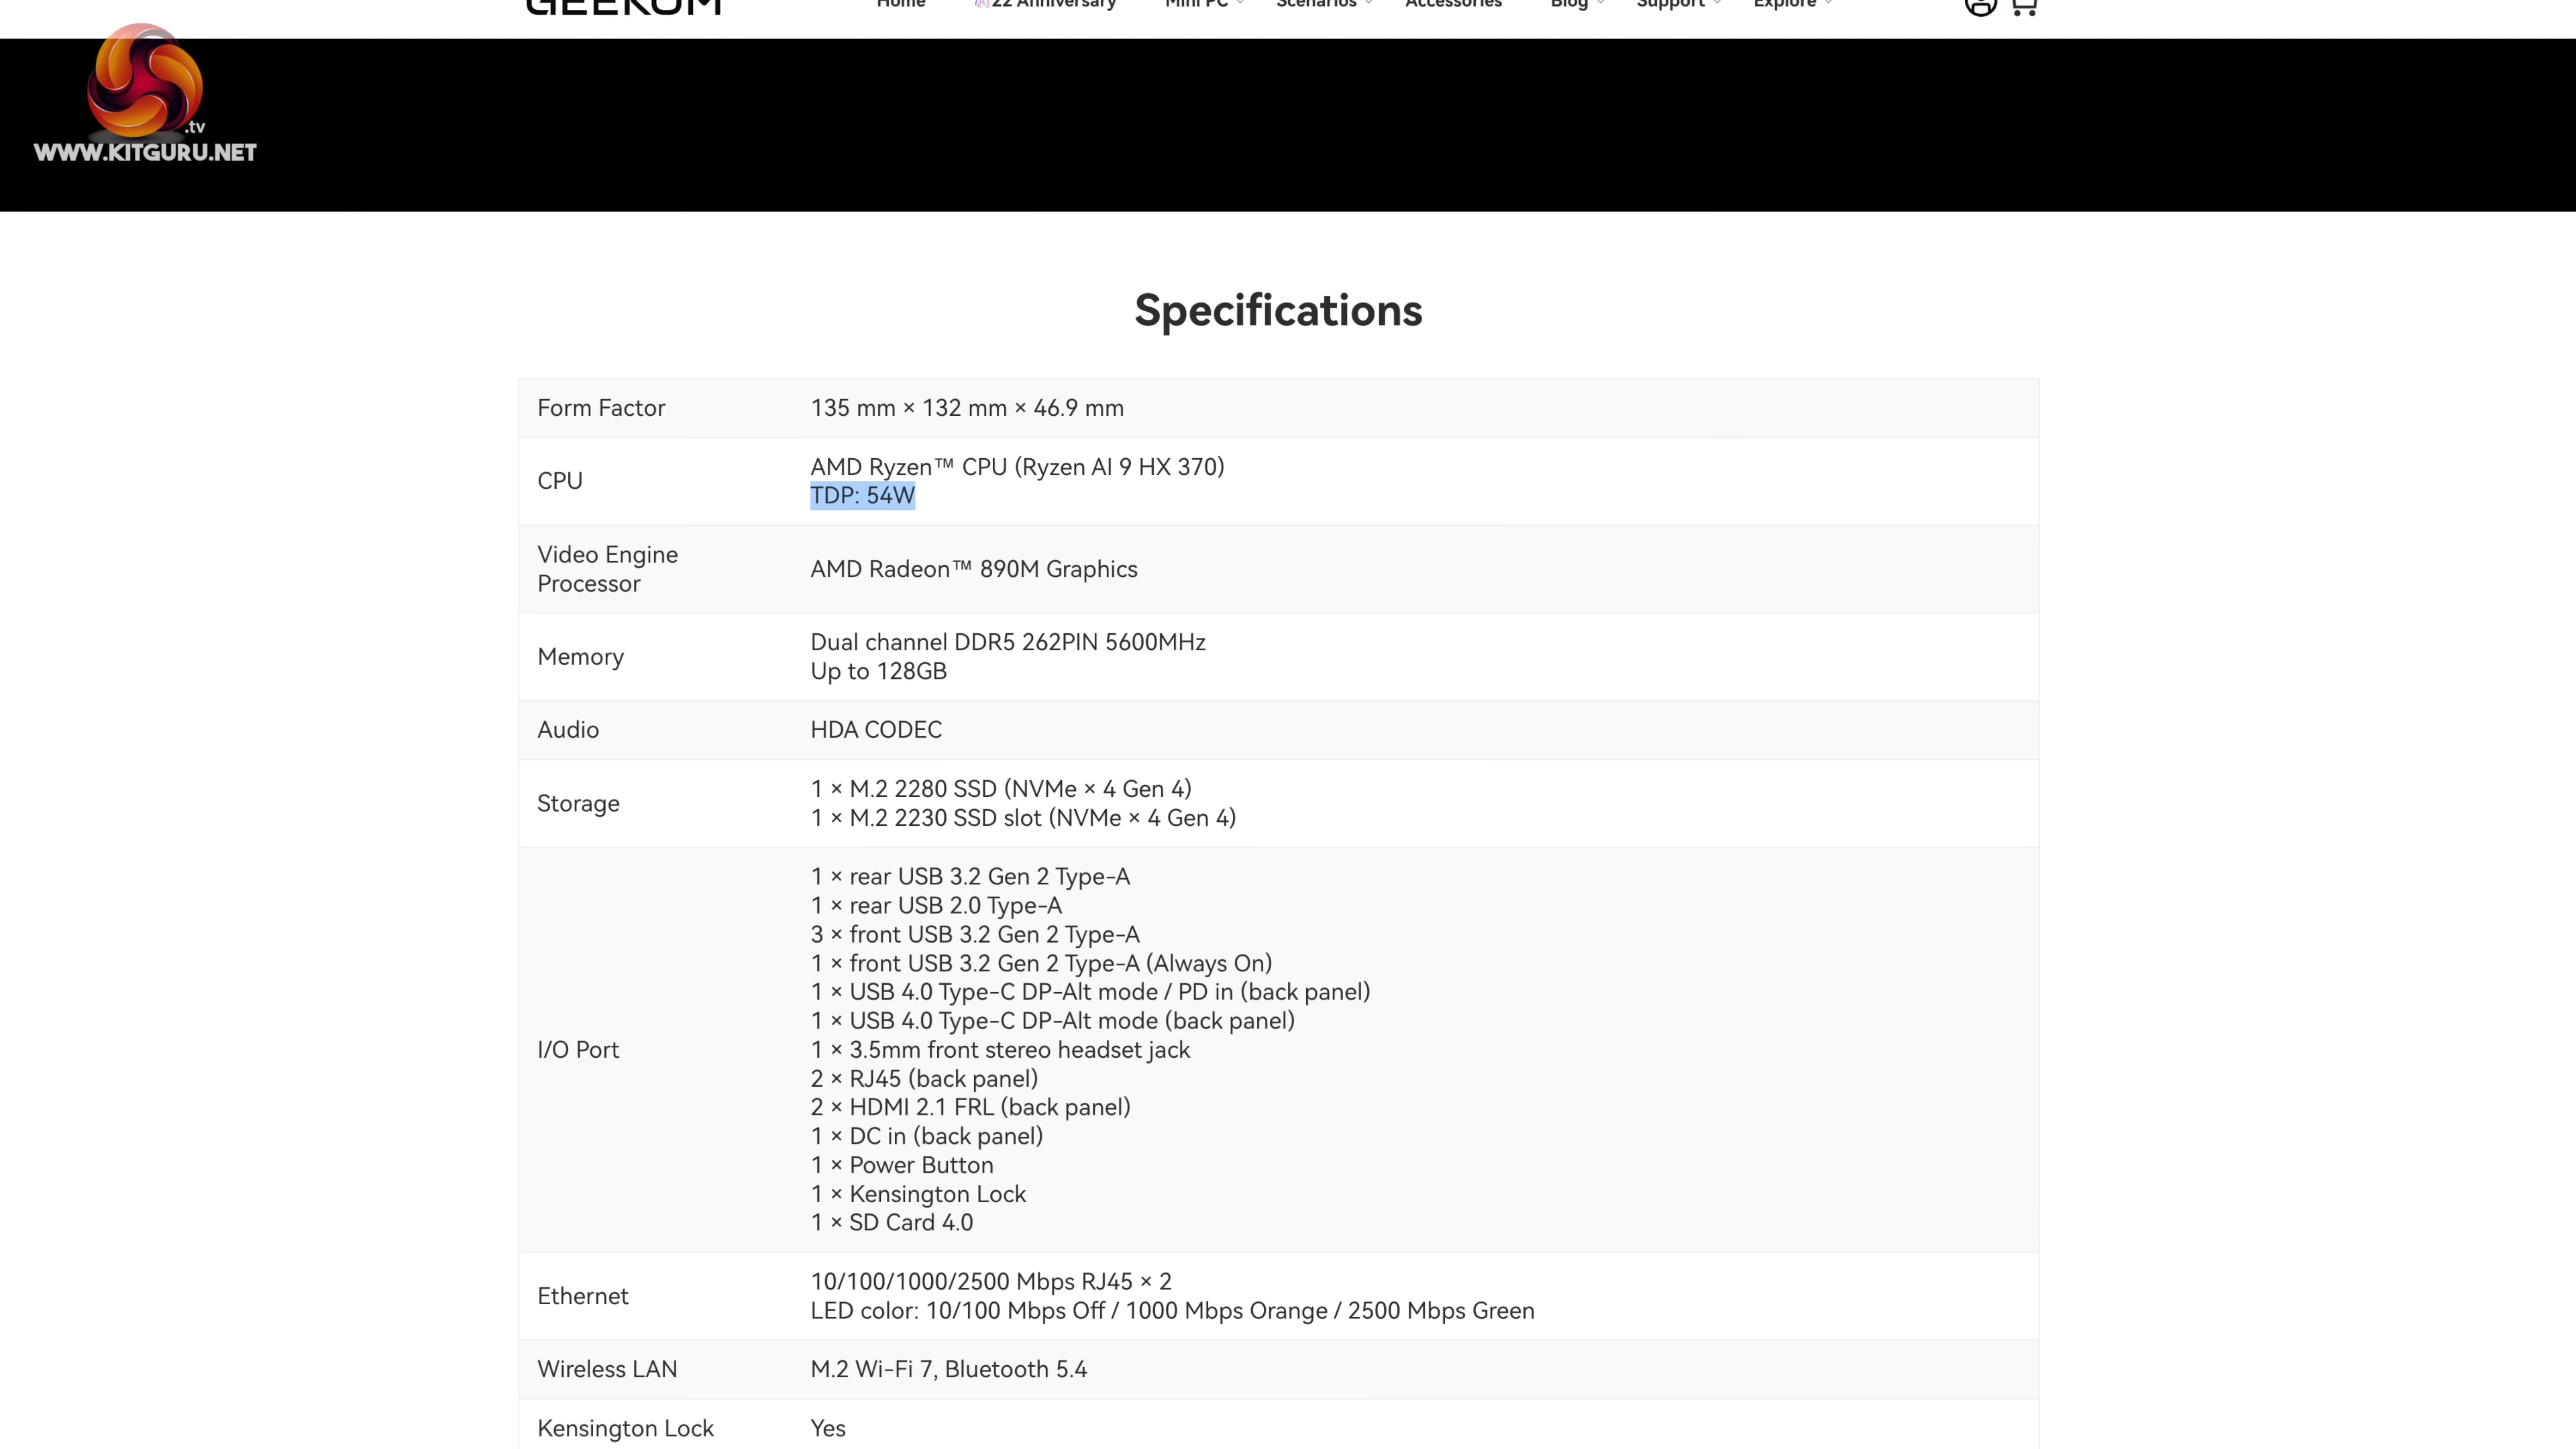 GEEKOM
Home 22 Anniversary Mini PC Scenarios Accessories Blog Support Explore
.tv
WWW.KITGURU.NET
Specifications
Form Factor
135 mm × 132 mm × 46.9 mm
CPU
AMD Ryzen™ CPU (Ryzen AI 9 HX 370)
TDP: 54W
Video Engine
Processor
AMD Radeon™ 890M Graphics
Memory
Dual channel DDR5 262PIN 5600MHz
Up to 128GB
Audio
HDA CODEC
Storage
1 × M.2 2280 SSD (NVMe × 4 Gen 4)
1 × M.2 2230 SSD slot (NVMe × 4 Gen 4)
I/O Port
1 × rear USB 3.2 Gen 2 Type-A
1 × rear USB 2.0 Type-A
3 × front USB 3.2 Gen 2 Type-A
1 × front USB 3.2 Gen 2 Type-A (Always On)
1 × USB 4.0 Type-C DP-Alt mode / PD in (back panel)
1 × USB 4.0 Type-C DP-Alt mode (back panel)
1 × 3.5mm front stereo headset jack
2 × RJ45 (back panel)
2 × HDMI 2.1 FRL (back panel)
1 × DC in (back panel)
1 × Power Button
1 × Kensington Lock
1 × SD Card 4.0
Ethernet
10/100/1000/2500 Mbps RJ45 × 2
LED color: 10/100 Mbps Off / 1000 Mbps Orange / 2500 Mbps Green
Wireless LAN
M.2 Wi-Fi 7, Bluetooth 5.4
Kensington Lock
Yes